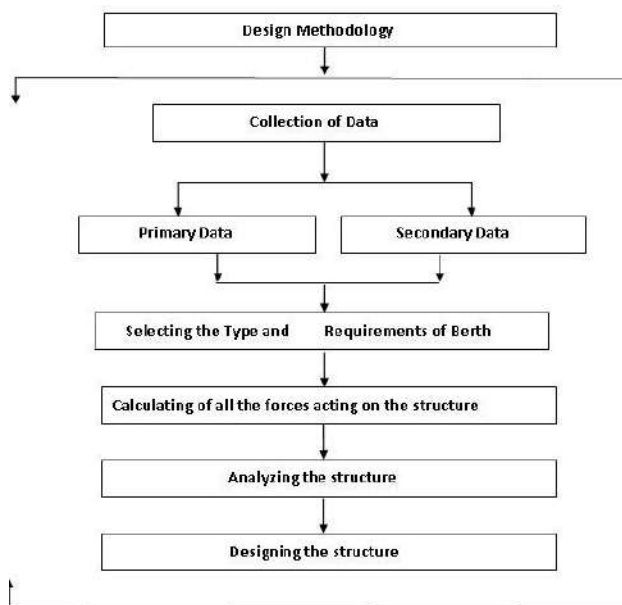 Design Methodology
Collection of Data
Primary Data
Secondary Data
Selecting the Type and Requirements of Berth
Calculating of all the forces acting on the structure
Analyzing the structure
Designing the structure